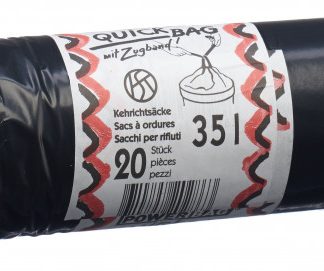 QUICK BAG
mit Zugband
Kehrichtsäcke
Sacs à ordures
Sacchi per rifiuti
35 l
20 Stück
pièces
pezzi